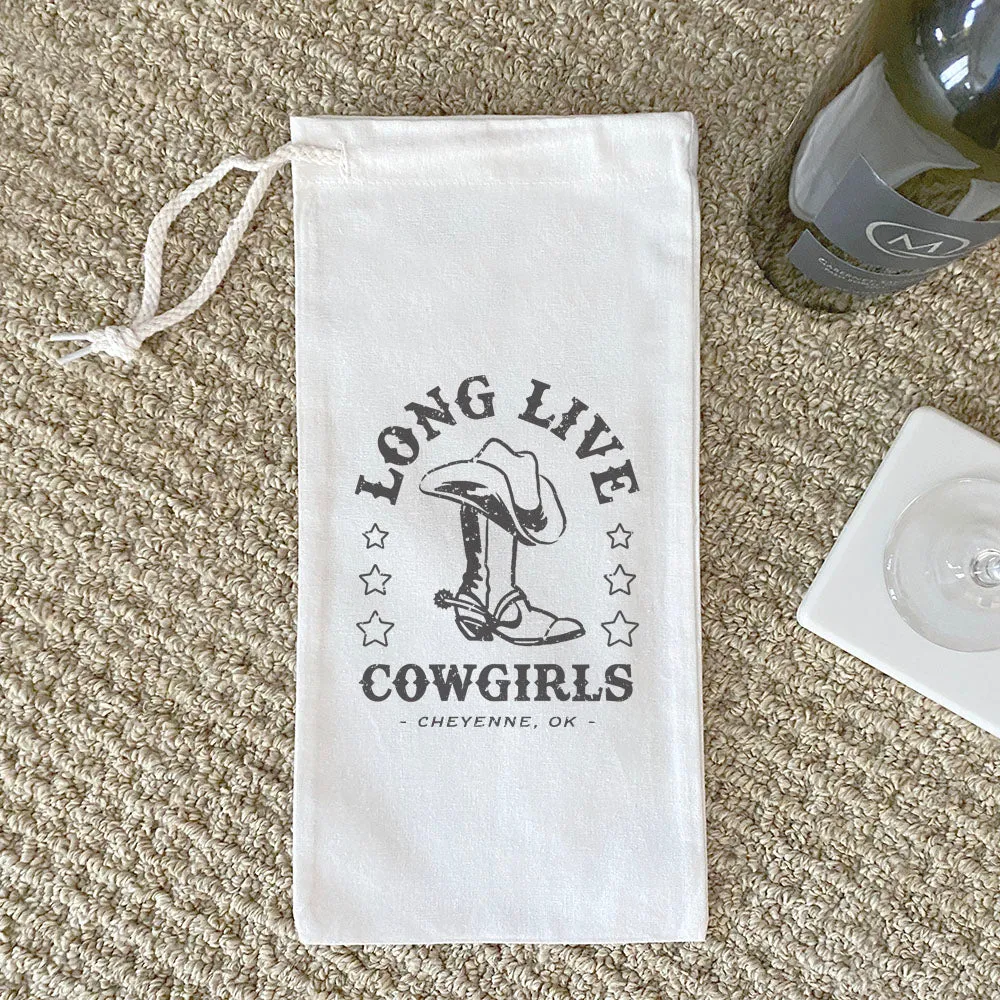 LONG LIVE
COWGIRLS
- CHEYENNE, OK -
M